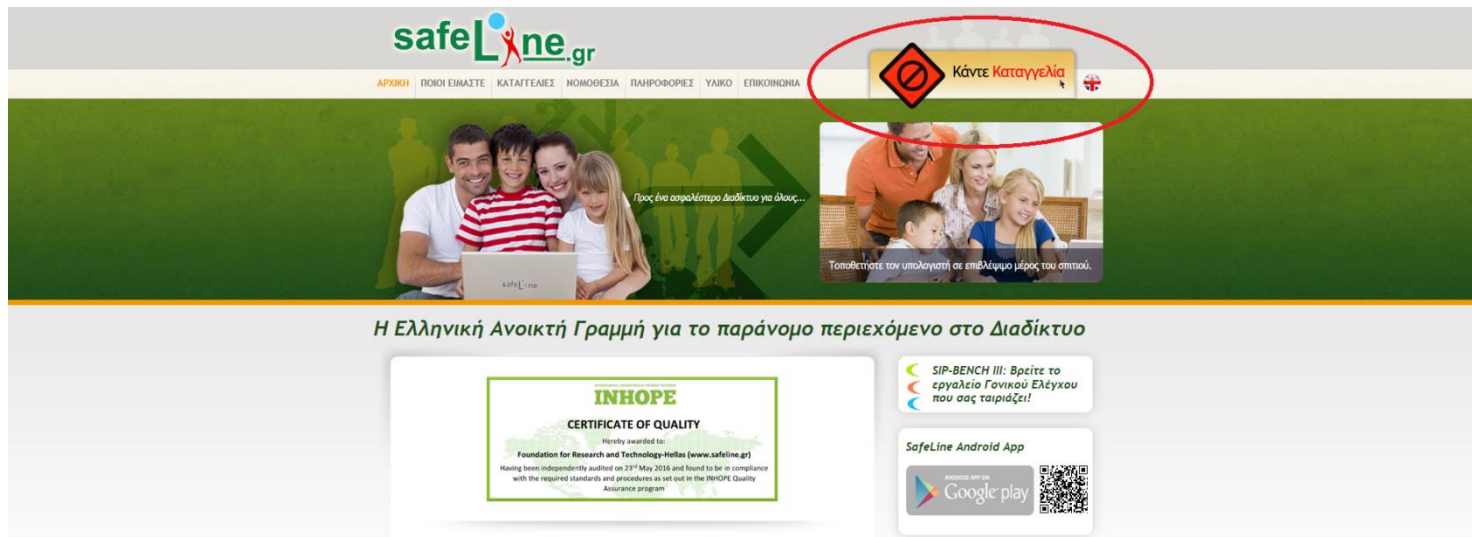 safeLine.gr
Κάντε Καταγγελία
ΑΡΧΙΚΗ ΠΟΙΟΙ ΕΙΜΑΣΤΕ ΚΑΤΑΓΓΕΛΙΕΣ ΝΟΜΟΘΕΣΙΑ ΠΛΗΡΟΦΟΡΙΕΣ ΥΛΙΚΟ ΕΠΙΚΟΙΝΩΝΙΑ
Προς ένα ασφαλέστερο Διαδίκτυο για όλους...
safeLine
Τοποθετήστε τον υπολογιστή σε επιβλέψιμο μέρος του σπιτιού.
Η Ελληνική Ανοικτή Γραμμή για το παράνομο περιεχόμενο στο Διαδίκτυο
INHOPE
CERTIFICATE OF QUALITY
Hereby awarded to:
Foundation for Research and Technology-Hellas (www.safeline.gr)
Having been independently audited on 23rd May 2016 and found to be in compliance
with the required standards and procedures as set out in the INHOPE Quality
Assurance program
SIP-BENCH III: Βρείτε το
εργαλείο Γονικού Ελέγχου
που σας ταιριάζει!
SafeLine Android App
ANDROID APP ON
Google play